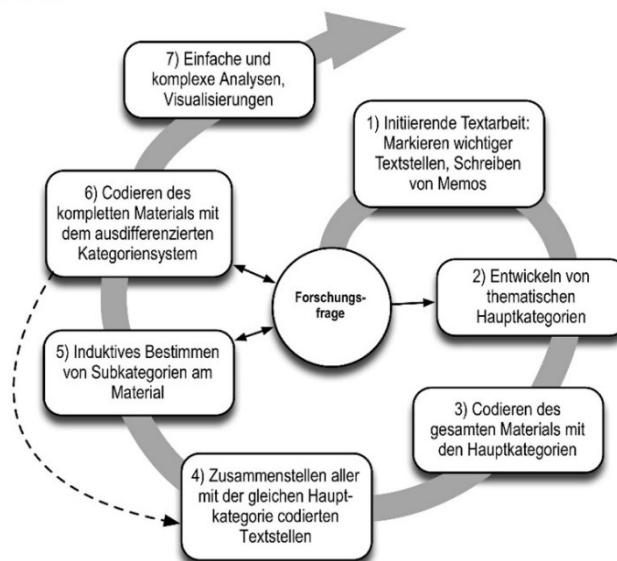 7) Einfache und
komplexe Analysen,
Visualisierungen
1) Initiierende Textarbeit:
Markieren wichtiger
Textstellen, Schreiben
von Memos
6) Codieren des
kompletten Materials mit
dem ausdifferenzierten
Kategoriensystem
Forschungs-
frage
2) Entwickeln von
thematischen
Hauptkategorien
5) Induktives Bestimmen
von Subkategorien am
Material
3) Codieren des
gesamten Materials mit
den Hauptkategorien
4) Zusammenstellen aller
mit der gleichen Haupt-
kategorie codierten
Textstellen